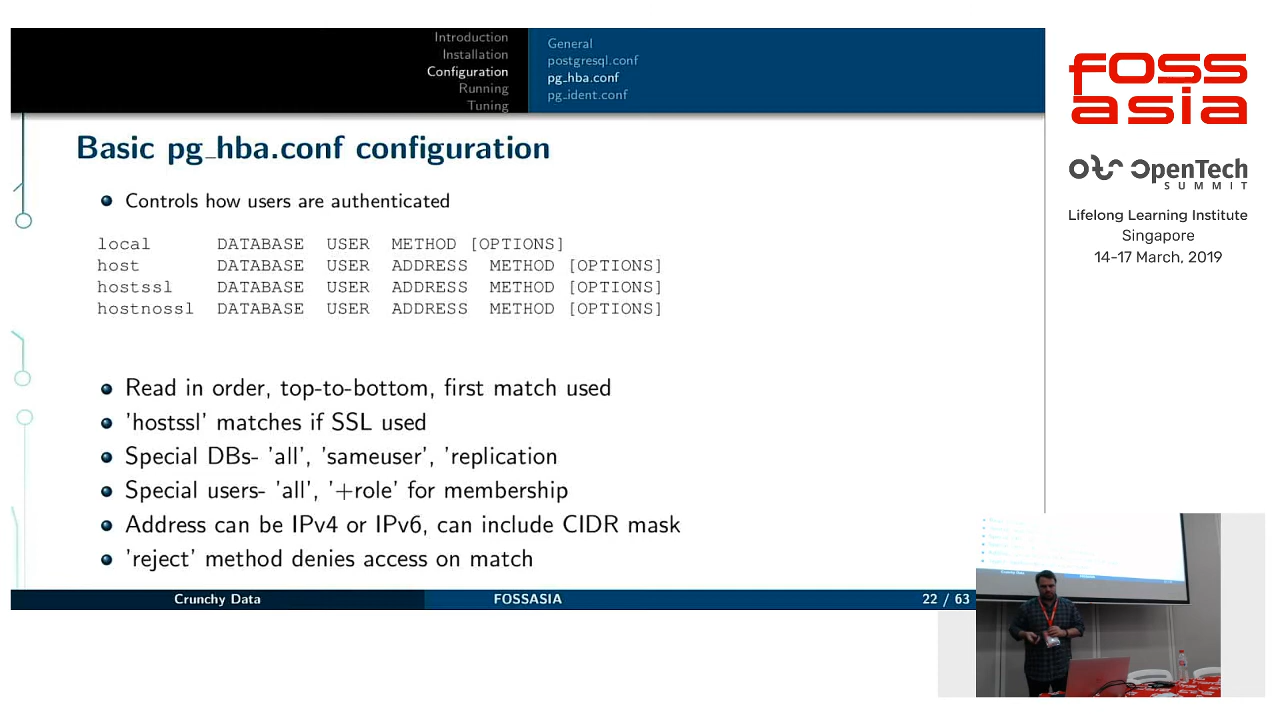 Introduction
Installation
Configuration
Running
Tuning
General
postgresql.conf
pg_hba.conf
pg_ident.conf
Basic pg_hba.conf configuration
Controls how users are authenticated
local DATABASE USER METHOD [OPTIONS]
host DATABASE USER ADDRESS METHOD [OPTIONS]
hostssl DATABASE USER ADDRESS METHOD [OPTIONS]
hostnossl DATABASE USER ADDRESS METHOD [OPTIONS]
Read in order, top-to-bottom, first match used
'hostssl' matches if SSL used
Special DBs- 'all', 'sameuser', 'replication
Special users- 'all', '+role' for membership
Address can be IPv4 or IPv6, can include CIDR mask
'reject' method denies access on match
Crunchy Data FOSSASIA 22 / 63
FOSS
ASIA
OpenTech
SUMMIT
Lifelong Learning Institute
Singapore
14-17 March, 2019